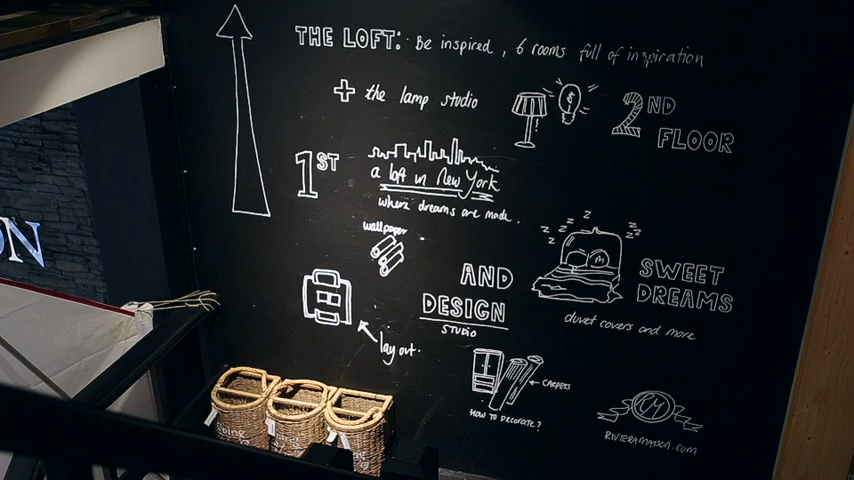 THE LOFT: Be inspired, 6 rooms full of inspiration
+ the lamp studio
2ND FLOOR
1ST
a loft in New York
where dreams are made.
wallpaper
AND
DESIGN
STUDIO
lay out.
SWEET
DREAMS
duvet covers and more
CARPETS
HOW TO DECORATE?
RM
RIVIERAMAISON.COM
ON